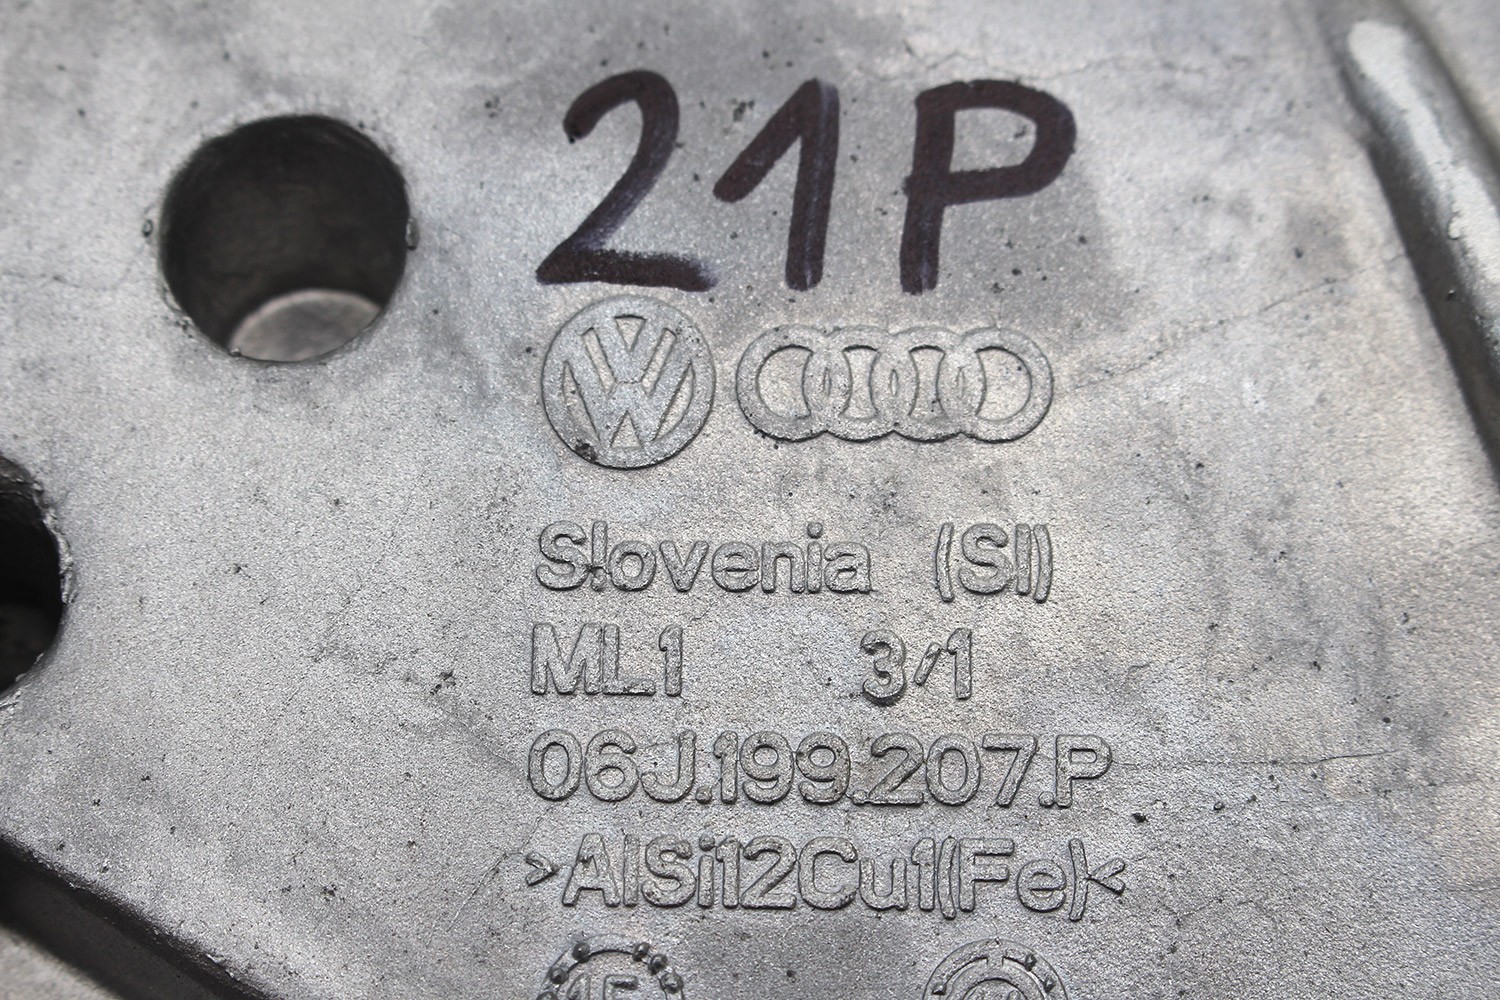 21P
Slovenia (SI)
ML1 3/1
06J.199.207.P
>AlSi12Cu1(Fe)<